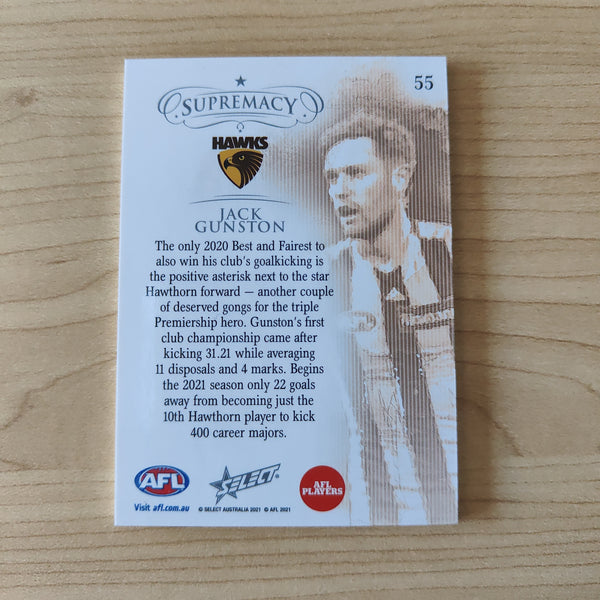 55
SUPREMACY
HAWKS
JACK
GUNSTON
The only 2020 Best and Fairest to
also win his club's goalkicking is
the positive asterisk next to the star
Hawthorn forward — another couple
of deserved gongs for the triple
Premiership hero. Gunston's first
club championship came after
kicking 31.21 while averaging
11 disposals and 4 marks. Begins
the 2021 season only 22 goals
away from becoming just the
10th Hawthorn player to kick
400 career majors.
AFL
SELECT
AFL
PLAYERS
Visit afl.com.au
© SELECT AUSTRALIA 2021 © AFL 2021